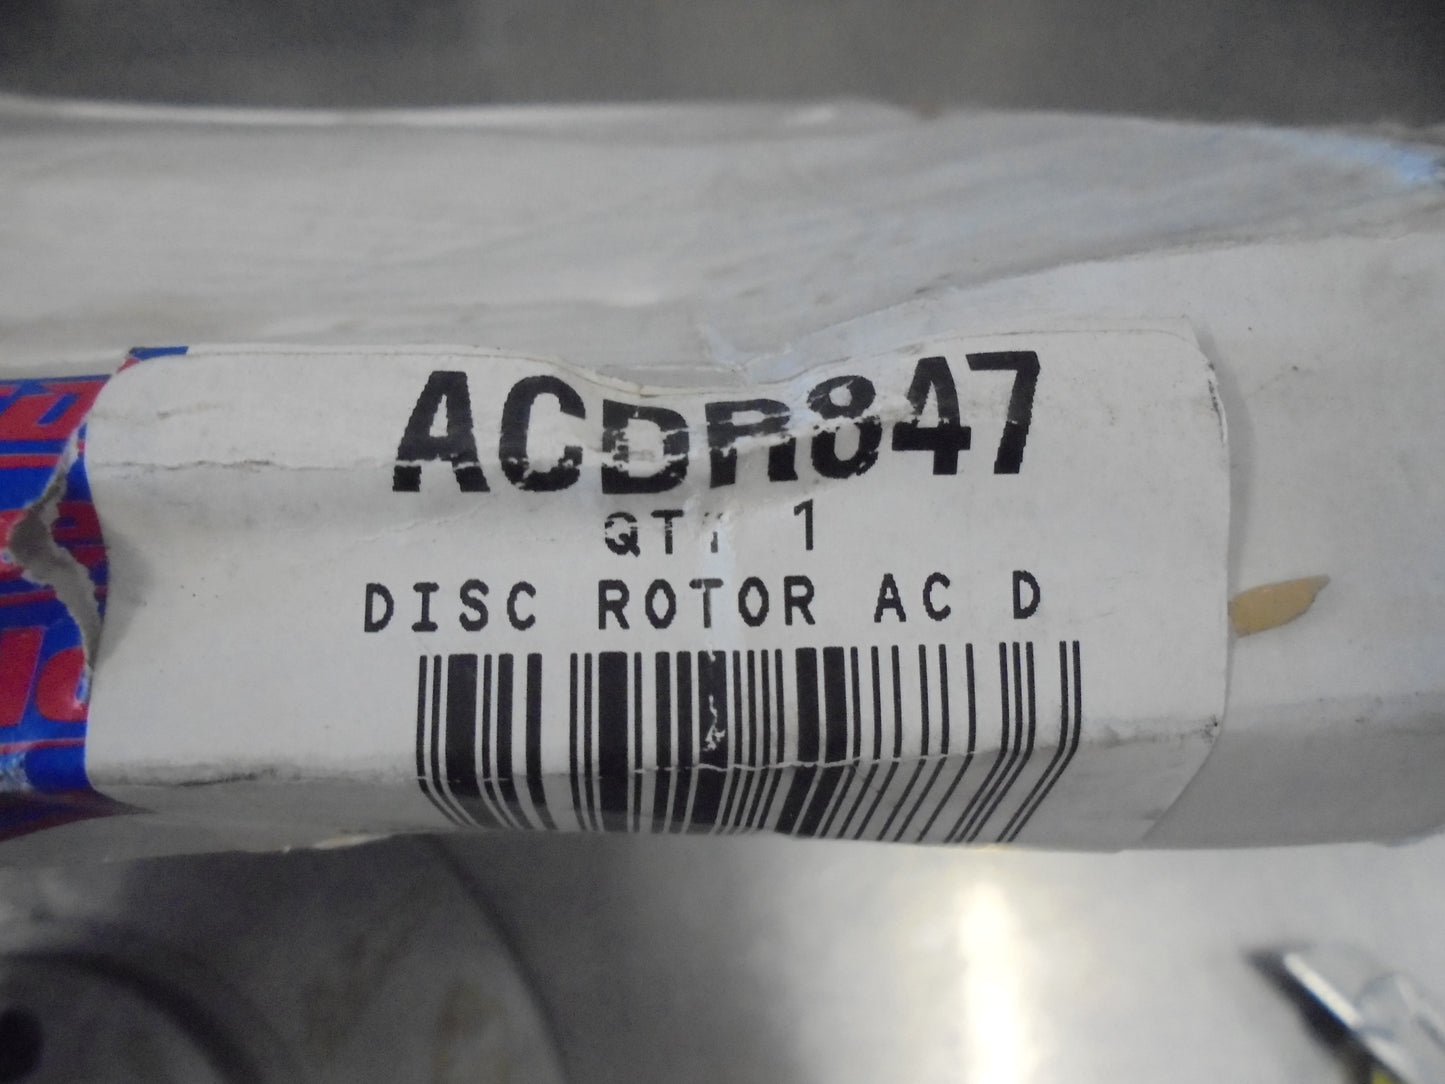 ACDR847
QTY 1
DISC ROTOR AC D